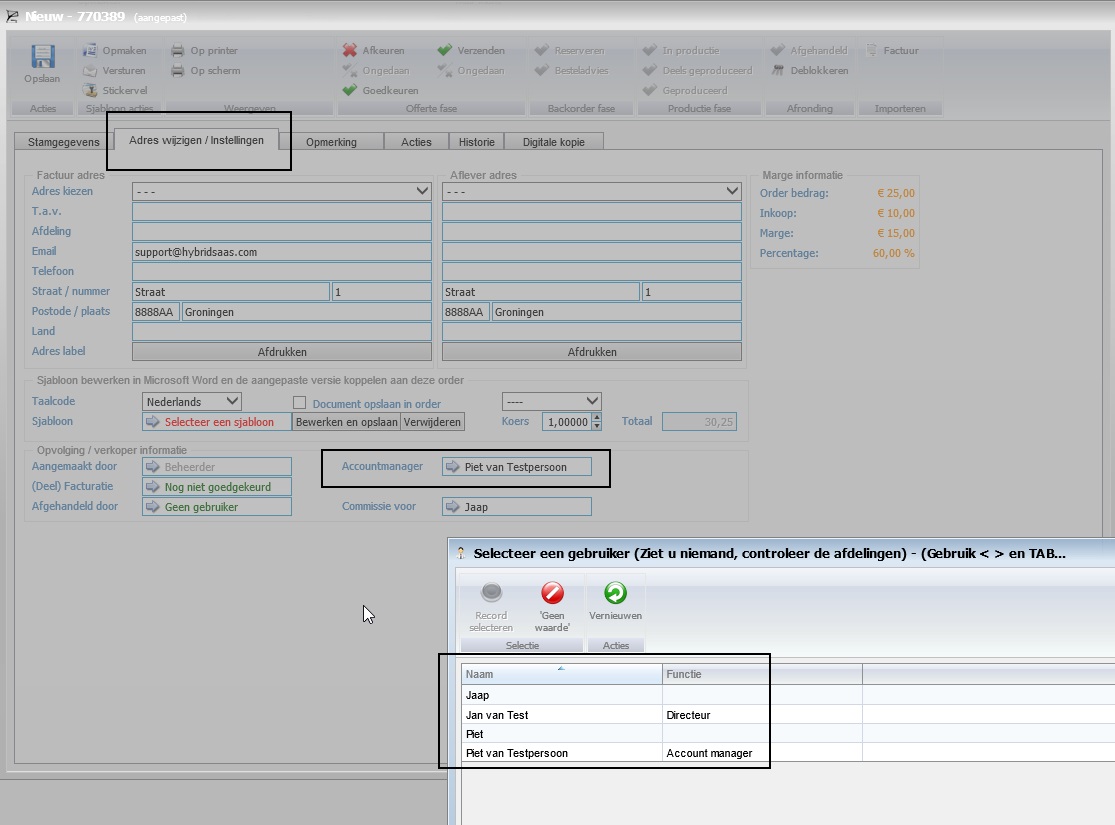 Nieuw - 770389 (aangepast)
Opslaan
Acties
Opmaken
Versturen
Stickervel
Sjabloon acties
Op printer
Op scherm
Weergeven
Afkeuren
Ongedaan
Goedkeuren
Verzenden
Ongedaan
Offerte fase
Reserveren
Besteladvies
Backorder fase
In productie
Deels geproduceerd
Geproduceerd
Productie fase
Afgehandeld
Deblokkeren
Afronding
Factuur
Importeren
Stamgegevens
Adres wijzigen / Instellingen
Opmerking
Acties
Historie
Digitale kopie
Factuur adres
Aflever adres
Marge informatie
Adres kiezen
- - -
- - -
Order bedrag: € 25,00
T.a.v.
Inkoop: € 10,00
Afdeling
Marge: € 15,00
Email
support@hybridsaas.com
Percentage: 60,00 %
Telefoon
Straat / nummer
Straat
1
Straat
1
Postode / plaats
8888AA
Groningen
8888AA
Groningen
Land
Adres label
Afdrukken
Afdrukken
Sjabloon bewerken in Microsoft Word en de aangepaste versie koppelen aan deze order
Taalcode
Nederlands
Document opslaan in order
----
Sjabloon
Selecteer een sjabloon
Bewerken en opslaan
Verwijderen
Koers
1,00000
Totaal
30,25
Opvolging / verkoper informatie
Aangemaakt door
Beheerder
Accountmanager
Piet van Testpersoon
(Deel) Facturatie
Nog niet goedgekeurd
Afgehandeld door
Geen gebruiker
Commissie voor
Jaap
Selecteer een gebruiker (Ziet u niemand, controleer de afdelingen) - (Gebruik < > en TAB...
Record
selecteren
'Geen
waarde'
Vernieuwen
Selectie
Acties
Naam
Functie
Jaap
Jan van Test
Directeur
Piet
Piet van Testpersoon
Account manager